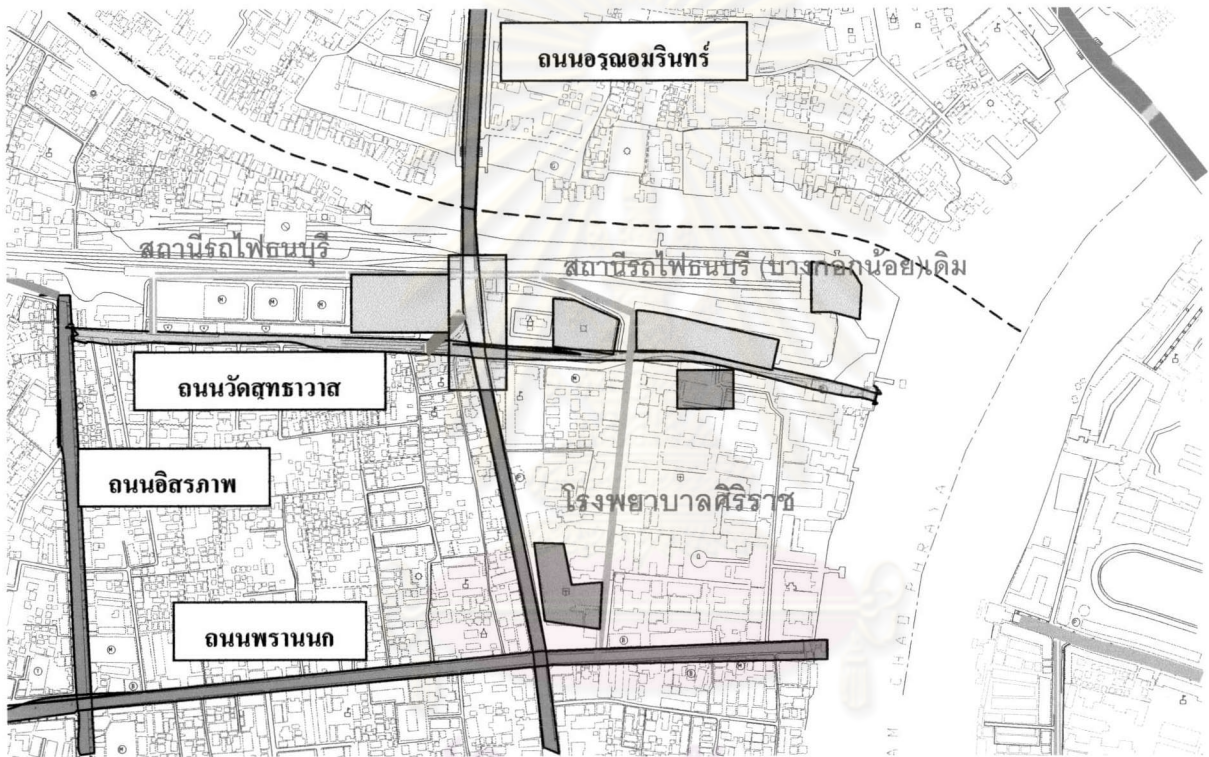 ถนนอรุณอมรินทร์
สถานีรถไฟธนบุรี
สถานีรถไฟธนบุรี (บางกอกน้อย)เดิม
ถนนวัดสุทธาวาส
ถนนอิสรภาพ
โรงพยาบาลศิริราช
ถนนพรานนก
CHAO PHRAYA